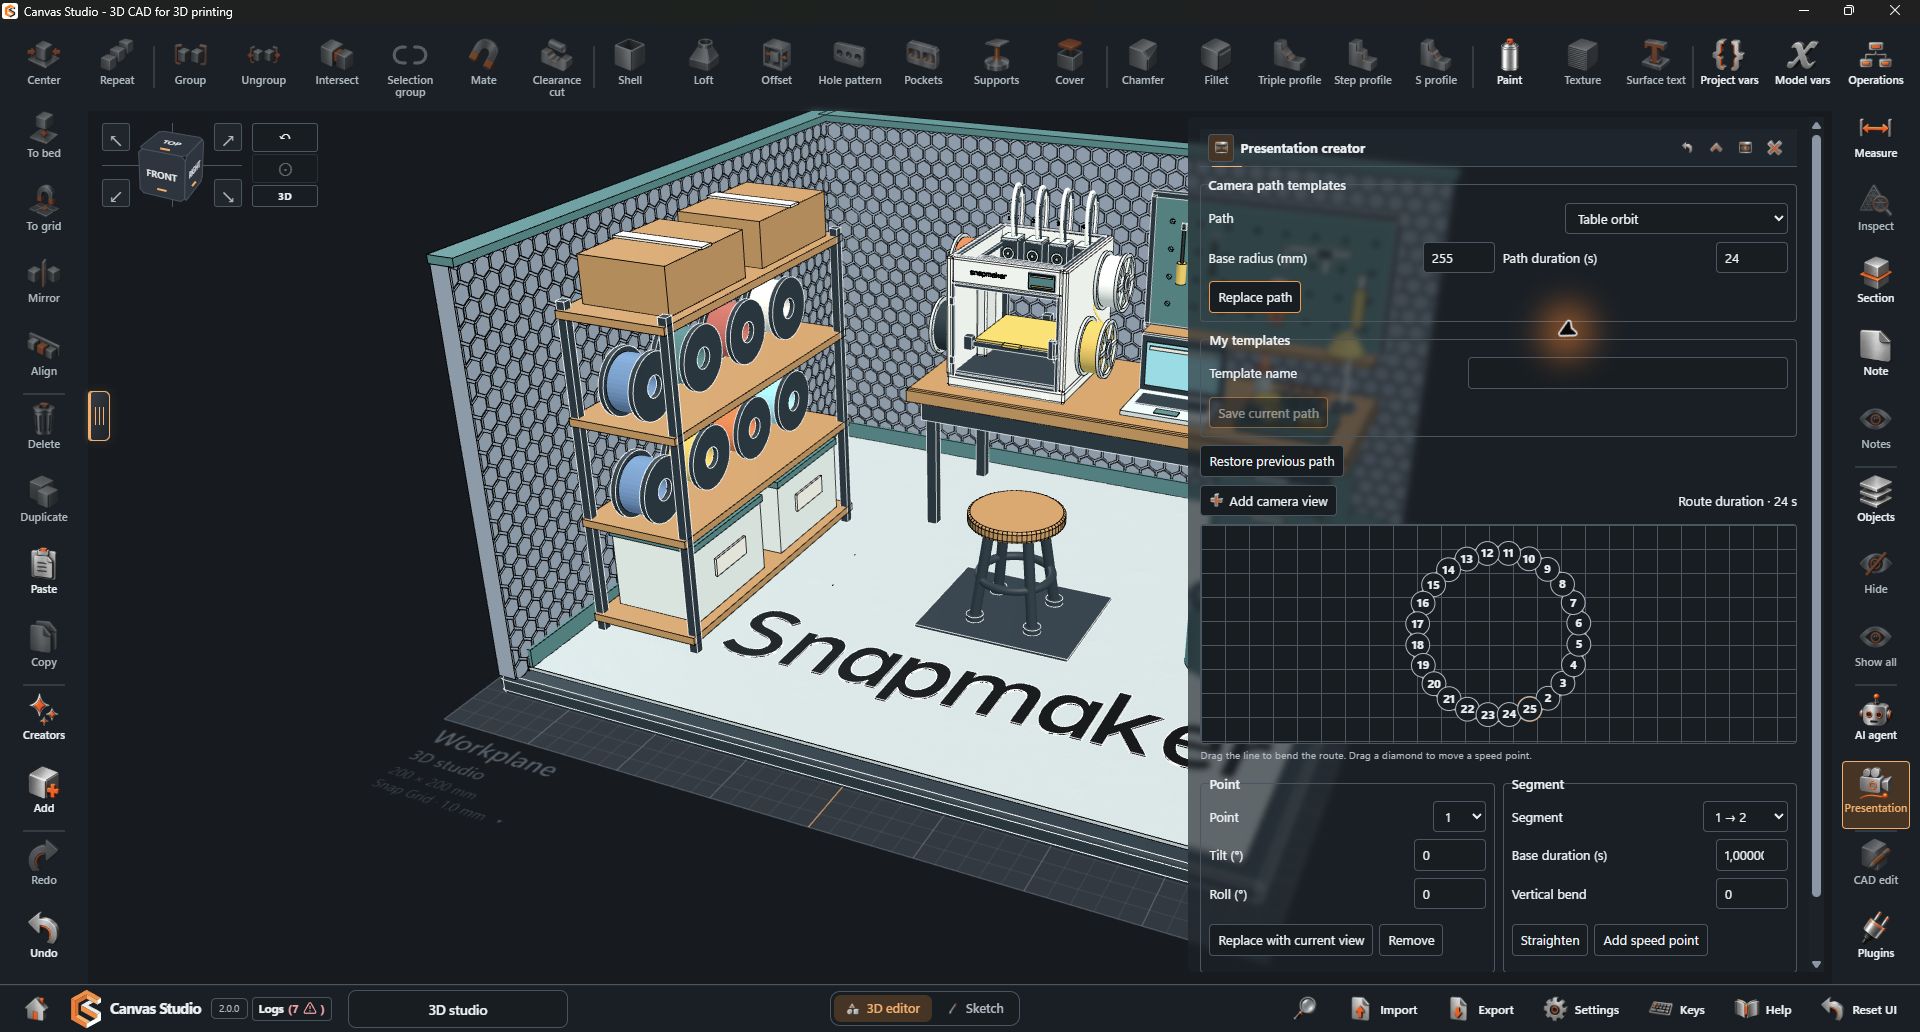 Canvas Studio - 3D CAD for 3D printing
Center
Repeat
Group
Ungroup
Intersect
Selection group
Mate
Clearance cut
Shell
Loft
Offset
Hole pattern
Pockets
Supports
Cover
Chamfer
Fillet
Triple profile
Step profile
S profile
Paint
Texture
Surface text
Project vars
Model vars
Operations
To bed
To grid
Mirror
Align
Delete
Duplicate
Paste
Copy
Creators
Add
Redo
Undo
TOP
FRONT
3D
snapmaker
Snapmake
Workplane
3D studio
200 × 200 mm
Snap Grid · 1.0 mm
Presentation creator
Camera path templates
Path
Table orbit
Base radius (mm)
255
Path duration (s)
24
Replace path
My templates
Template name
Save current path
Restore previous path
Add camera view
Route duration · 24 s
13 12 11 10
14 9
15 8
16 7
17 6
18 5
19 4
20 3
21 2
22 23 24 25
Drag the line to bend the route. Drag a diamond to move a speed point.
Point
Point
1
Tilt (°)
0
Roll (°)
0
Replace with current view
Remove
Segment
Segment
1 → 2
Base duration (s)
1,0000
Vertical bend
0
Straighten
Add speed point
Measure
Inspect
Section
Note
Notes
Objects
Hide
Show all
AI agent
Presentation
CAD edit
Plugins
Canvas Studio
2.0.0
Logs (7 ⚠ )
3D studio
3D editor
Sketch
Import
Export
Settings
Keys
Help
Reset UI